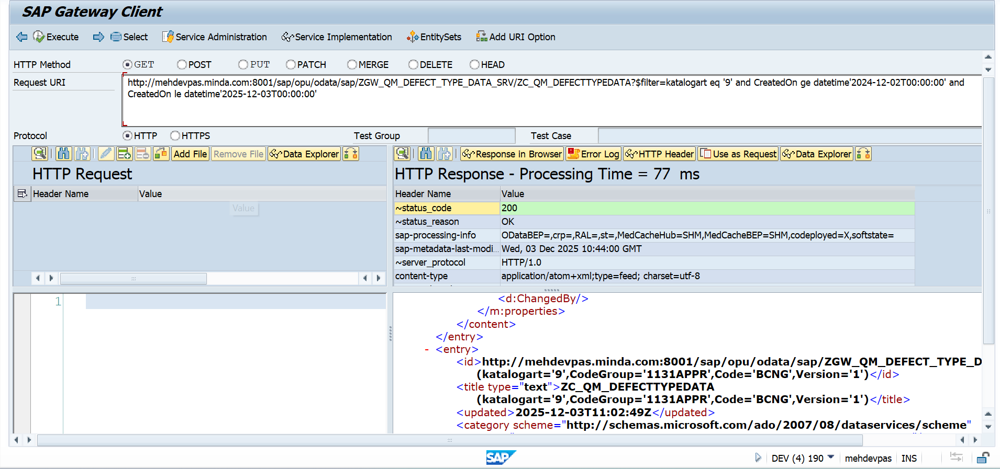 SAP Gateway Client
Execute Select Service Administration Service Implementation EntitySets Add URI Option
HTTP Method GET POST PUT PATCH MERGE DELETE HEAD
Request URI
http://mehdevpas.minda.com:8001/sap/opu/odata/sap/ZGW_QM_DEFECT_TYPE_DATA_SRV/ZC_QM_DEFECTTYPEDATA?$filter=katalogart eq '9' and CreatedOn ge datetime'2024-12-02T00:00:00' and
CreatedOn le datetime'2025-12-03T00:00:00'
Protocol HTTP HTTPS Test Group Test Case
Add File Remove File Data Explorer
HTTP Request
Header Name Value
Value
1
Response in Browser Error Log HTTP Header Use as Request Data Explorer
HTTP Response - Processing Time = 77 ms
Header Name Value
~status_code 200
~status_reason OK
sap-processing-info ODataBEP=,crp=,RAL=,st=,MedCacheHub=SHM,MedCacheBEP=SHM,codeployed=X,softstate=
sap-metadata-last-modi... Wed, 03 Dec 2025 10:44:00 GMT
~server_protocol HTTP/1.0
content-type application/atom+xml;type=feed; charset=utf-8
<d:ChangedBy/>
</m:properties>
</content>
</entry>
- <entry>
<id>http://mehdevpas.minda.com:8001/sap/opu/odata/sap/ZGW_QM_DEFECT_TYPE_D
(katalogart='9',CodeGroup='1131APPR',Code='BCNG',Version='1')</id>
<title type="text">ZC_QM_DEFECTTYPEDATA
(katalogart='9',CodeGroup='1131APPR',Code='BCNG',Version='1')</title>
<updated>2025-12-03T11:02:49Z</updated>
<category scheme="http://schemas.microsoft.com/ado/2007/08/dataservices/scheme"
SAP DEV (4) 190 mehdevpas INS